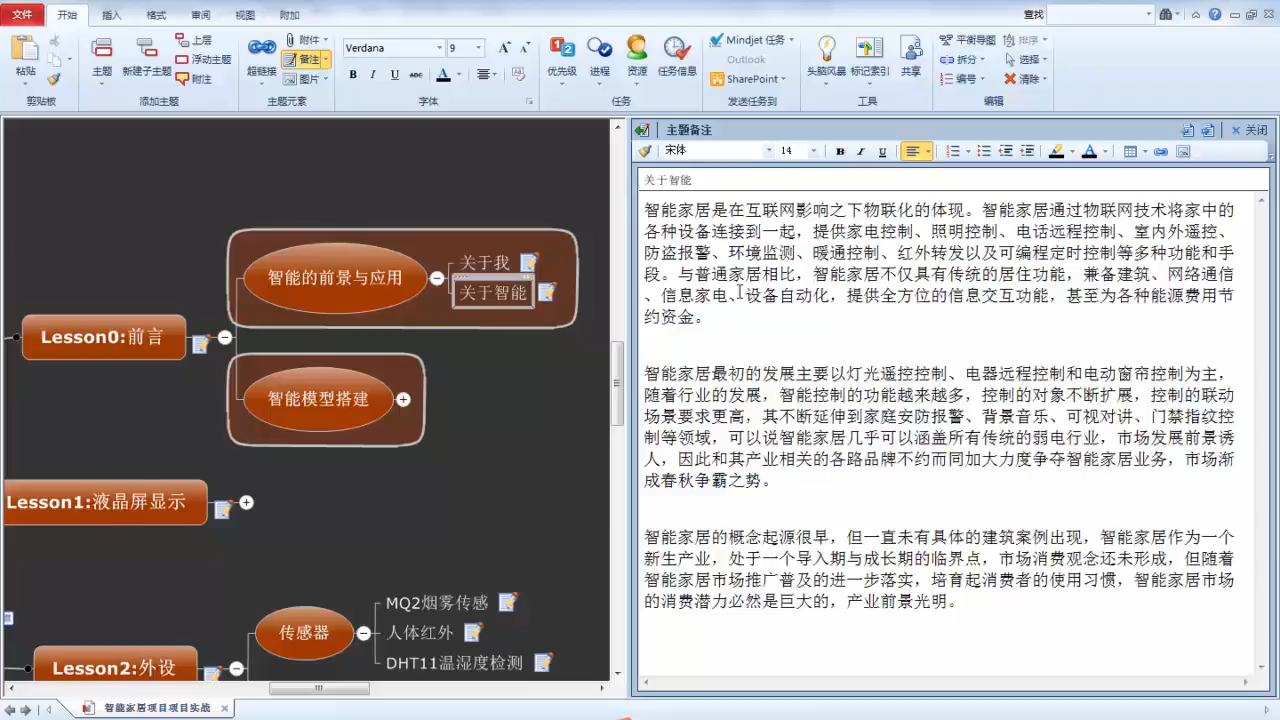 文件 开始 插入 格式 审阅 视图 附加 查找
粘贴 主题 新建子主题 上层 浮动主题 附注 超链接 附件 备注 图片
Verdana 9
B I U ABC A
优先级 进程 资源 任务信息
Mindjet 任务
Outlook
SharePoint
头脑风暴 标记索引 共享
平衡导图 排序
拆分 选择
编号 清除
剪贴板 添加主题 主题元素 字体 任务 发送任务到 工具 编辑
主题备注 关闭
宋体 14 B I U A
关于智能
智能家居是在互联网影响之下物联化的体现。智能家居通过物联网技术将家中的
各种设备连接到一起，提供家电控制、照明控制、电话远程控制、室内外遥控、
防盗报警、环境监测、暖通控制、红外转发以及可编程定时控制等多种功能和手
段。与普通家居相比，智能家居不仅具有传统的居住功能，兼备建筑、网络通信
、信息家电、设备自动化，提供全方位的信息交互功能，甚至为各种能源费用节
约资金。
智能家居最初的发展主要以灯光遥控控制、电器远程控制和电动窗帘控制为主，
随着行业的发展，智能控制的功能越来越多，控制的对象不断扩展，控制的联动
场景要求更高，其不断延伸到家庭安防报警、背景音乐、可视对讲、门禁指纹控
制等领域，可以说智能家居几乎可以涵盖所有传统的弱电行业，市场发展前景诱
人，因此和其产业相关的各路品牌不约而同加大力度争夺智能家居业务，市场渐
成春秋争霸之势。
智能家居的概念起源很早，但一直未有具体的建筑案例出现，智能家居作为一个
新生产业，处于一个导入期与成长期的临界点，市场消费观念还未形成，但随着
智能家居市场推广普及的进一步落实，培育起消费者的使用习惯，智能家居市场
的消费潜力必然是巨大的，产业前景光明。
智能的前景与应用
关于我
关于智能
Lesson0:前言
智能模型搭建
Lesson1:液晶屏显示
传感器
MQ2烟雾传感
人体红外
DHT11温湿度检测
Lesson2:外设
智能家居项目项目实战